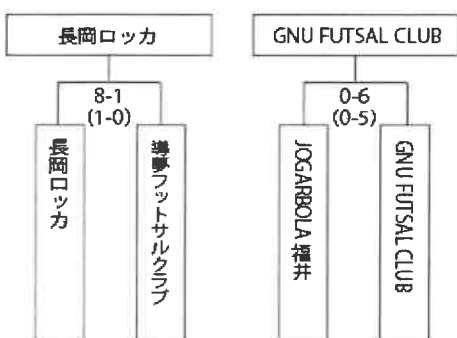 長岡ロッカ
GNU FUTSAL CLUB
8-1
(1-0)
0-6
(0-5)
長岡ロッカ
導夢フットサルクラブ
JOGARBOLA 福井
GNU FUTSAL CLUB